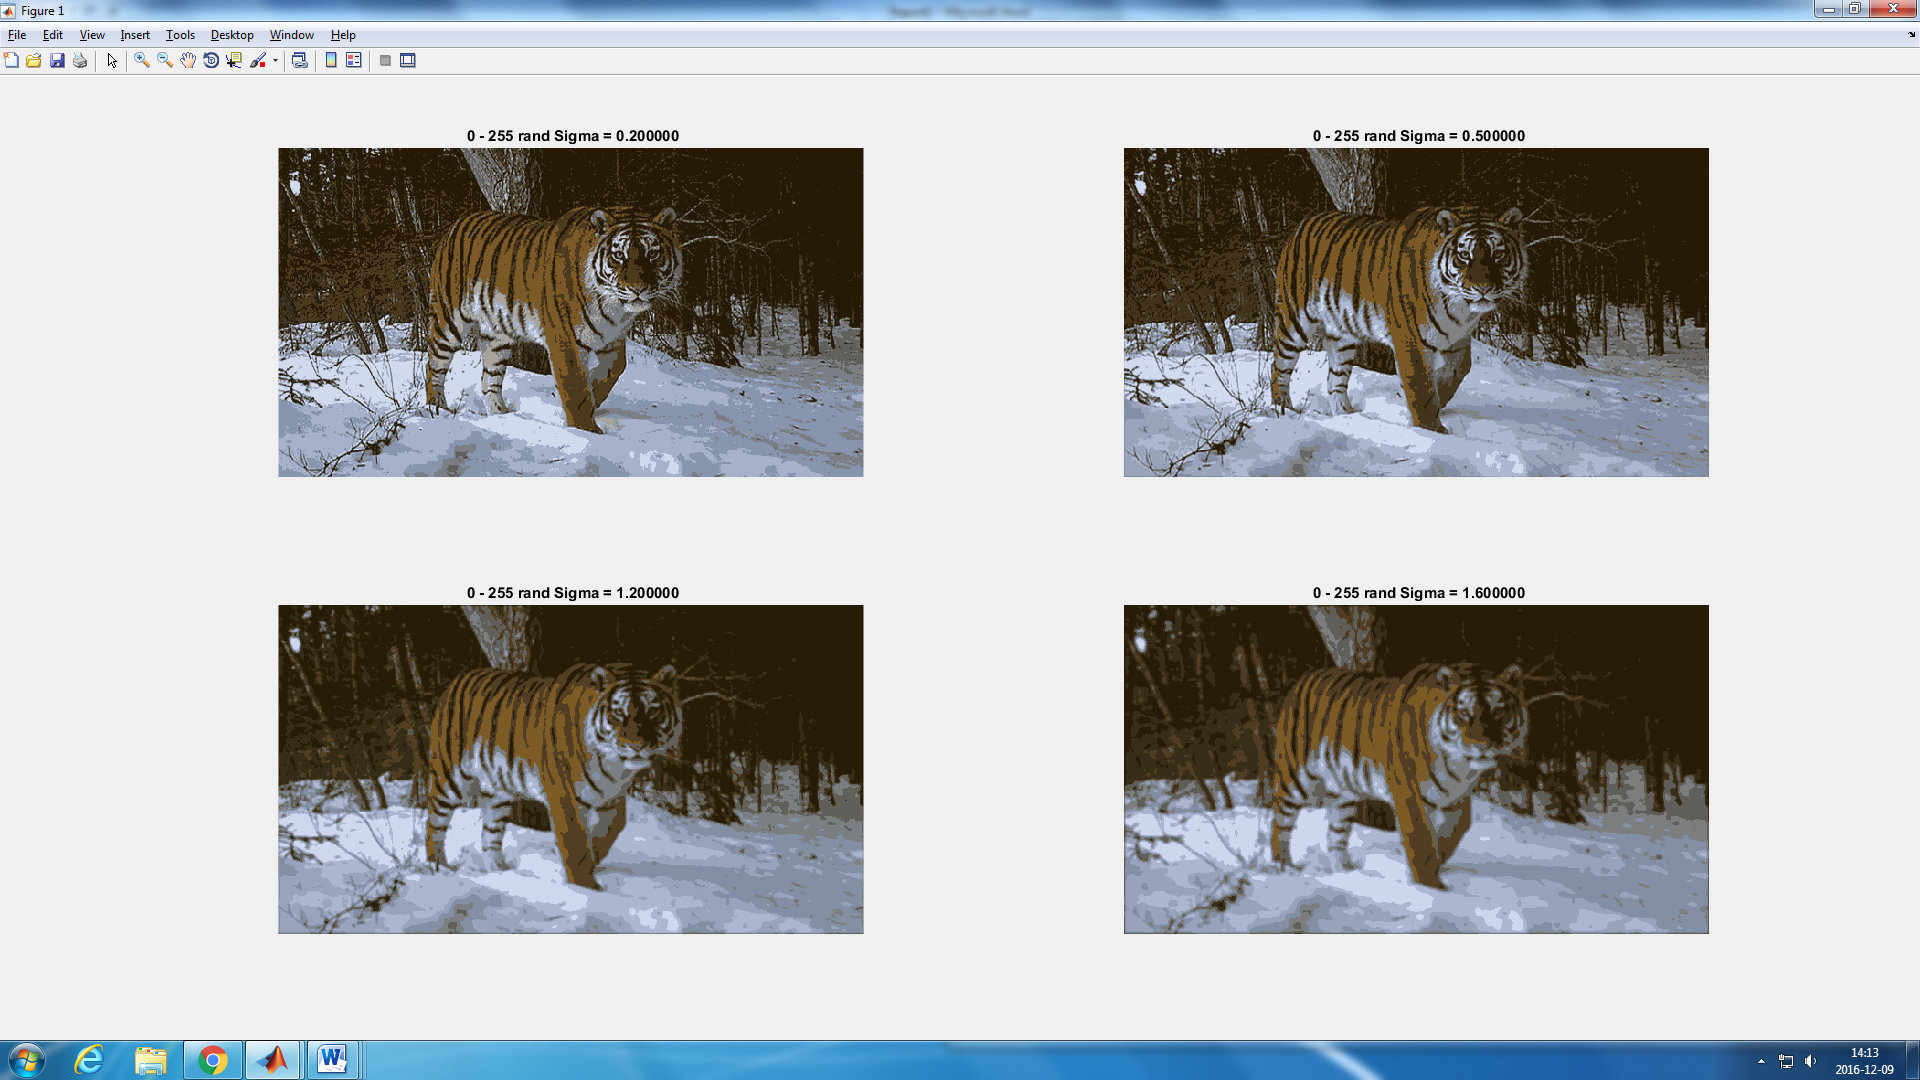 Figure 1
File Edit View Insert Tools Desktop Window Help
0 - 255 rand Sigma = 0.200000
0 - 255 rand Sigma = 0.500000
0 - 255 rand Sigma = 1.200000
0 - 255 rand Sigma = 1.600000
14:13
2016-12-09